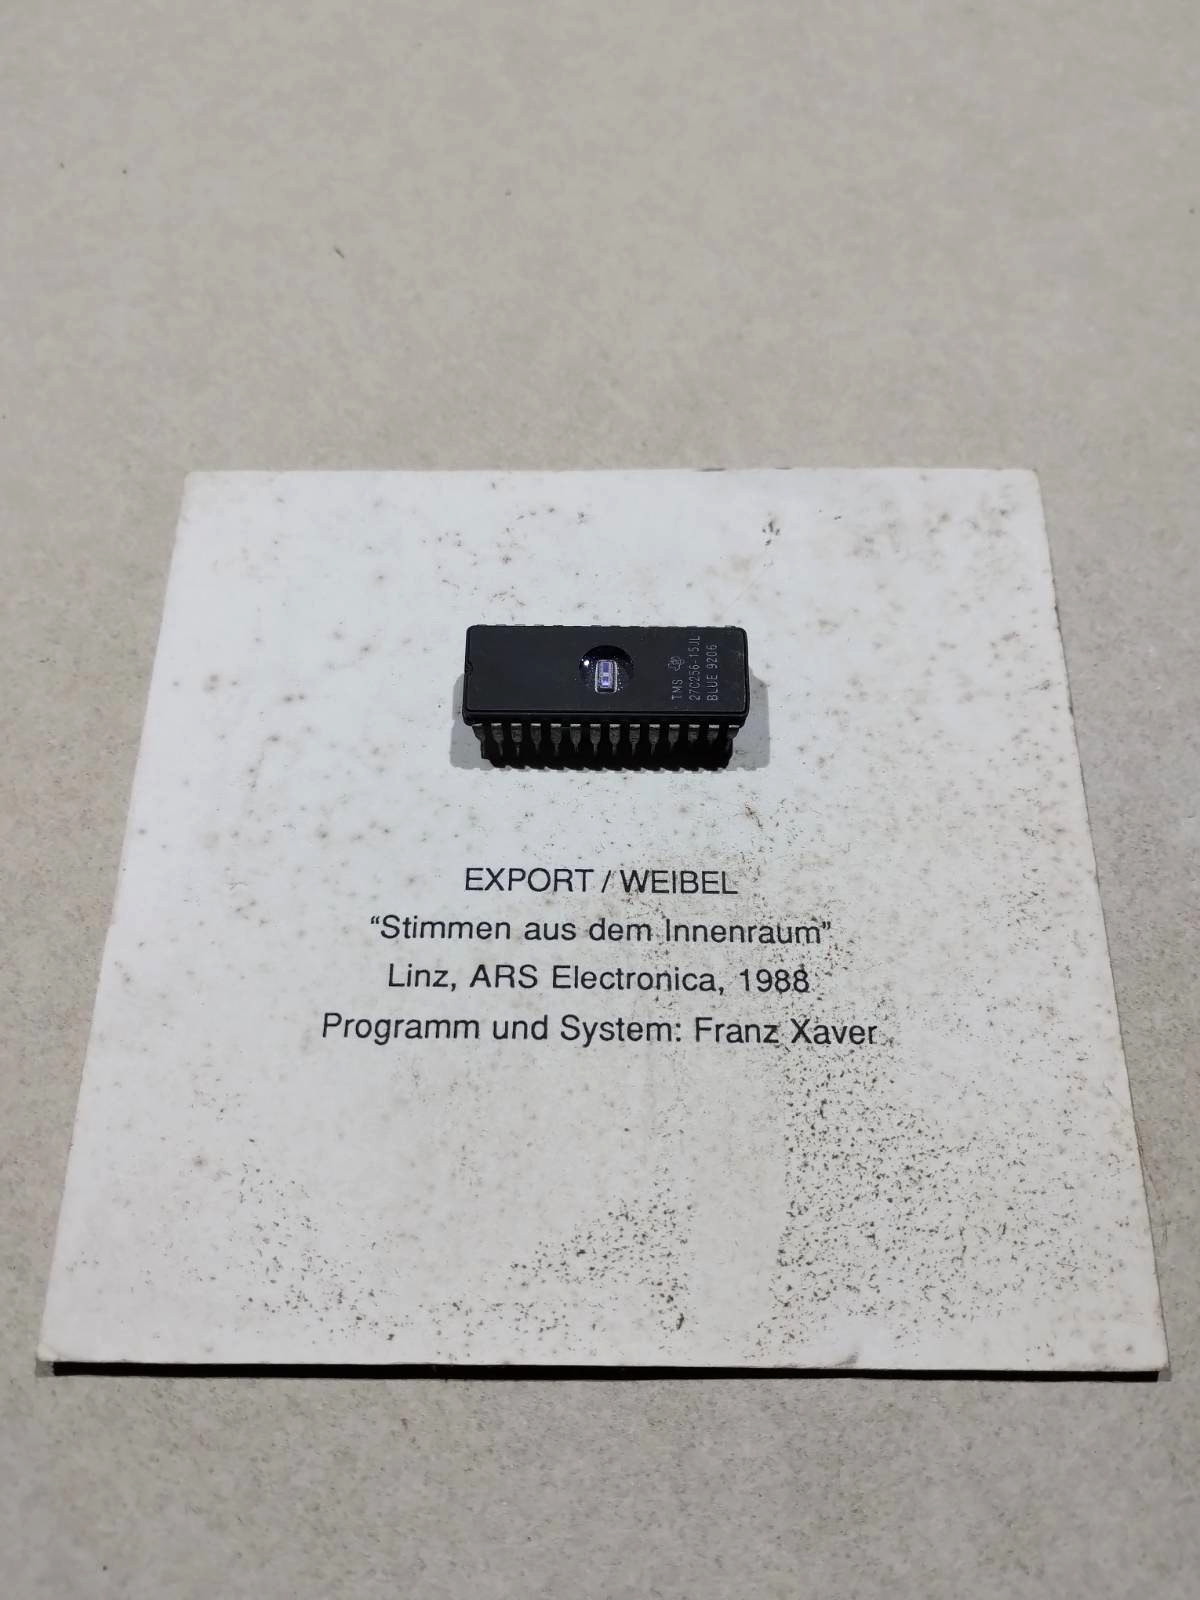 TMS
27C256-15JL
BLUE 9206
EXPORT / WEIBEL
“Stimmen aus dem Innenraum”
Linz, ARS Electronica, 1988
Programm und System: Franz Xaver